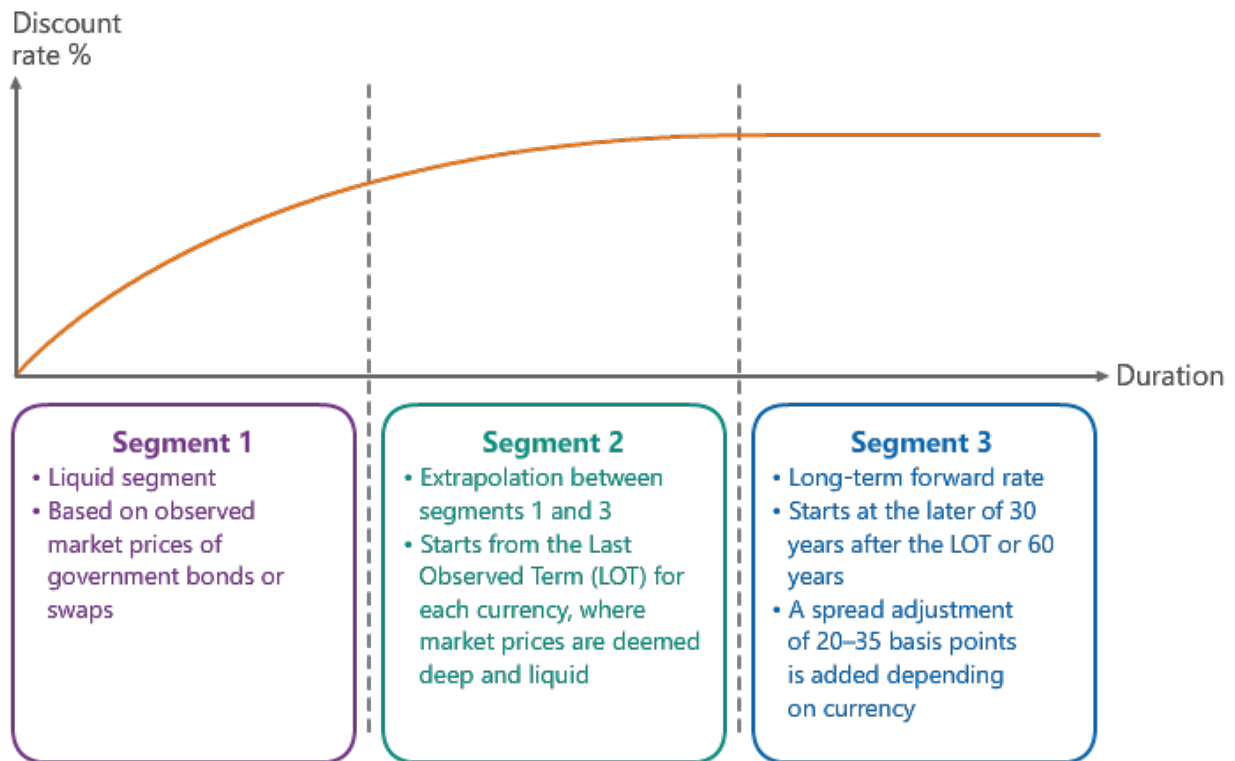 Discount
rate %
Duration
Segment 1
• Liquid segment
• Based on observed
market prices of
government bonds or
swaps
Segment 2
• Extrapolation between
segments 1 and 3
• Starts from the Last
Observed Term (LOT) for
each currency, where
market prices are deemed
deep and liquid
Segment 3
• Long-term forward rate
• Starts at the later of 30
years after the LOT or 60
years
• A spread adjustment
of 20–35 basis points
is added depending
on currency